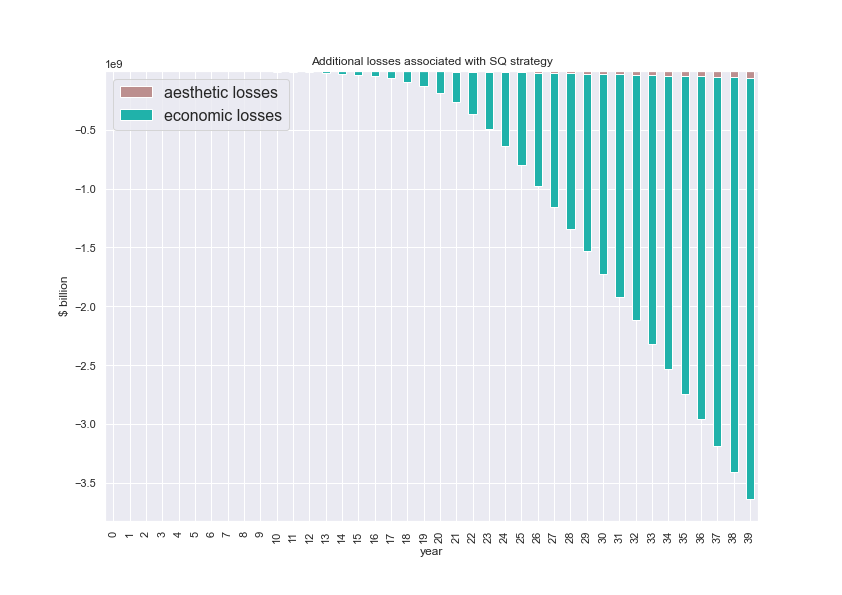 Additional losses associated with SQ strategy
1e9
aesthetic losses
economic losses
−0.5
−1.0
−1.5
−2.0
−2.5
−3.0
−3.5
$ billion
0 1 2 3 4 5 6 7 8 9 10 11 12 13 14 15 16 17 18 19 20 21 22 23 24 25 26 27 28 29 30 31 32 33 34 35 36 37 38 39
year